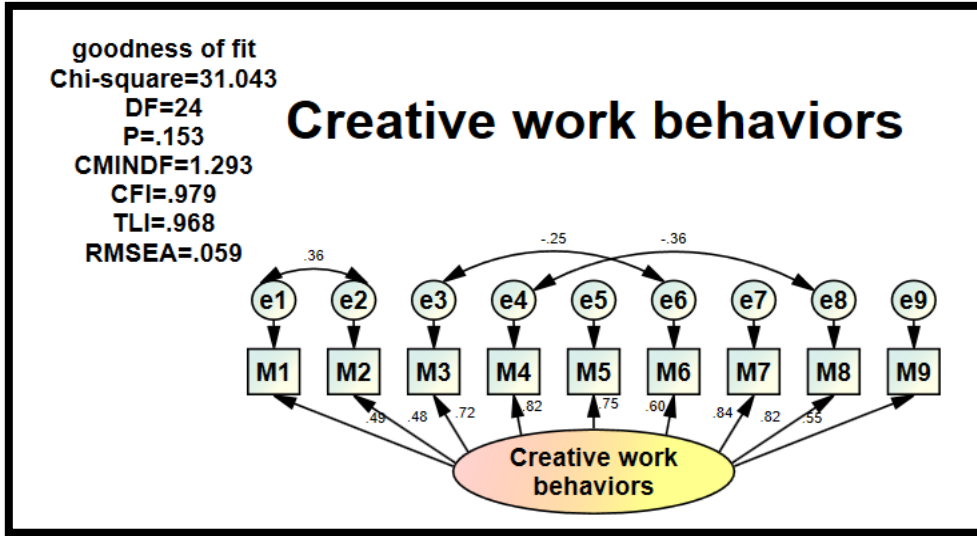 goodness of fit
Chi-square=31.043
DF=24
P=.153
CMINDF=1.293
CFI=.979
TLI=.968
RMSEA=.059
Creative work behaviors
.36
-.25
-.36
e1 e2 e3 e4 e5 e6 e7 e8 e9
M1 M2 M3 M4 M5 M6 M7 M8 M9
.49 .48 .72 .82 .75 .60 .84 .82 .55
Creative work
behaviors